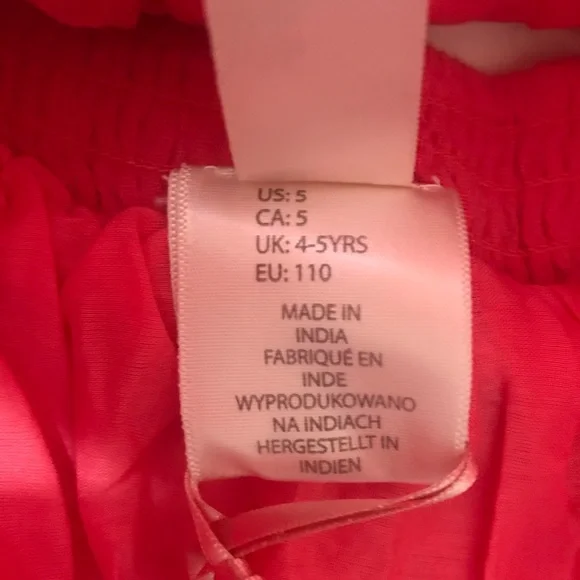 US: 5
CA: 5
UK: 4-5YRS
EU: 110
MADE IN
INDIA
FABRIQUÉ EN
INDE
WYPRODUKOWANO
NA INDIACH
HERGESTELLT IN
INDIEN